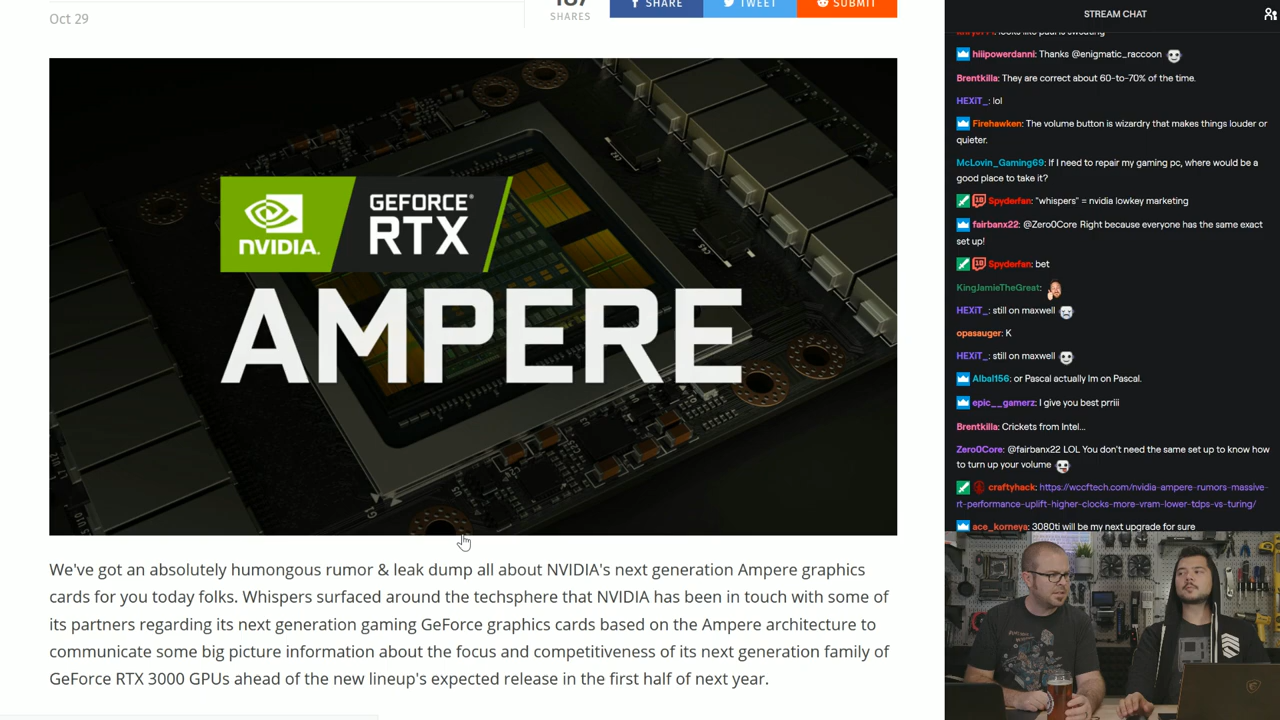 Oct 29
SHARES
SHARE
TWEET
SUBMIT
NVIDIA.
GEFORCE
RTX
AMPERE
We've got an absolutely humongous rumor & leak dump all about NVIDIA's next generation Ampere graphics
cards for you today folks. Whispers surfaced around the techsphere that NVIDIA has been in touch with some of
its partners regarding its next generation gaming GeForce graphics cards based on the Ampere architecture to
communicate some big picture information about the focus and competitiveness of its next generation family of
GeForce RTX 3000 GPUs ahead of the new lineup's expected release in the first half of next year.
STREAM CHAT
hiiipowerdanni: Thanks @enigmatic_raccoon
Brentkilla: They are correct about 60-to-70% of the time.
HEXiT_: lol
Firehawken: The volume button is wizardry that makes things louder or
quieter.
McLovin_Gaming69: If I need to repair my gaming pc, where would be a
good place to take it?
Spyderfan: "whispers" = nvidia lowkey marketing
fairbanx22: @Zero0Core Right because everyone has the same exact
set up!
Spyderfan: bet
KingJamieTheGreat:
HEXiT_: still on maxwell
opasauger: K
HEXiT_: still on maxwell
Albal156: or Pascal actually Im on Pascal.
epic__gamerz: I give you best prriii
Brentkilla: Crickets from Intel...
Zero0Core: @fairbanx22 LOL You don't need the same set up to know how
to turn up your volume
craftyhack: https://wccftech.com/nvidia-ampere-rumors-massive-
rt-performance-uplift-higher-clocks-more-vram-lower-tdps-vs-turing/
ace_korneya: 3080ti will be my next upgrade for sure